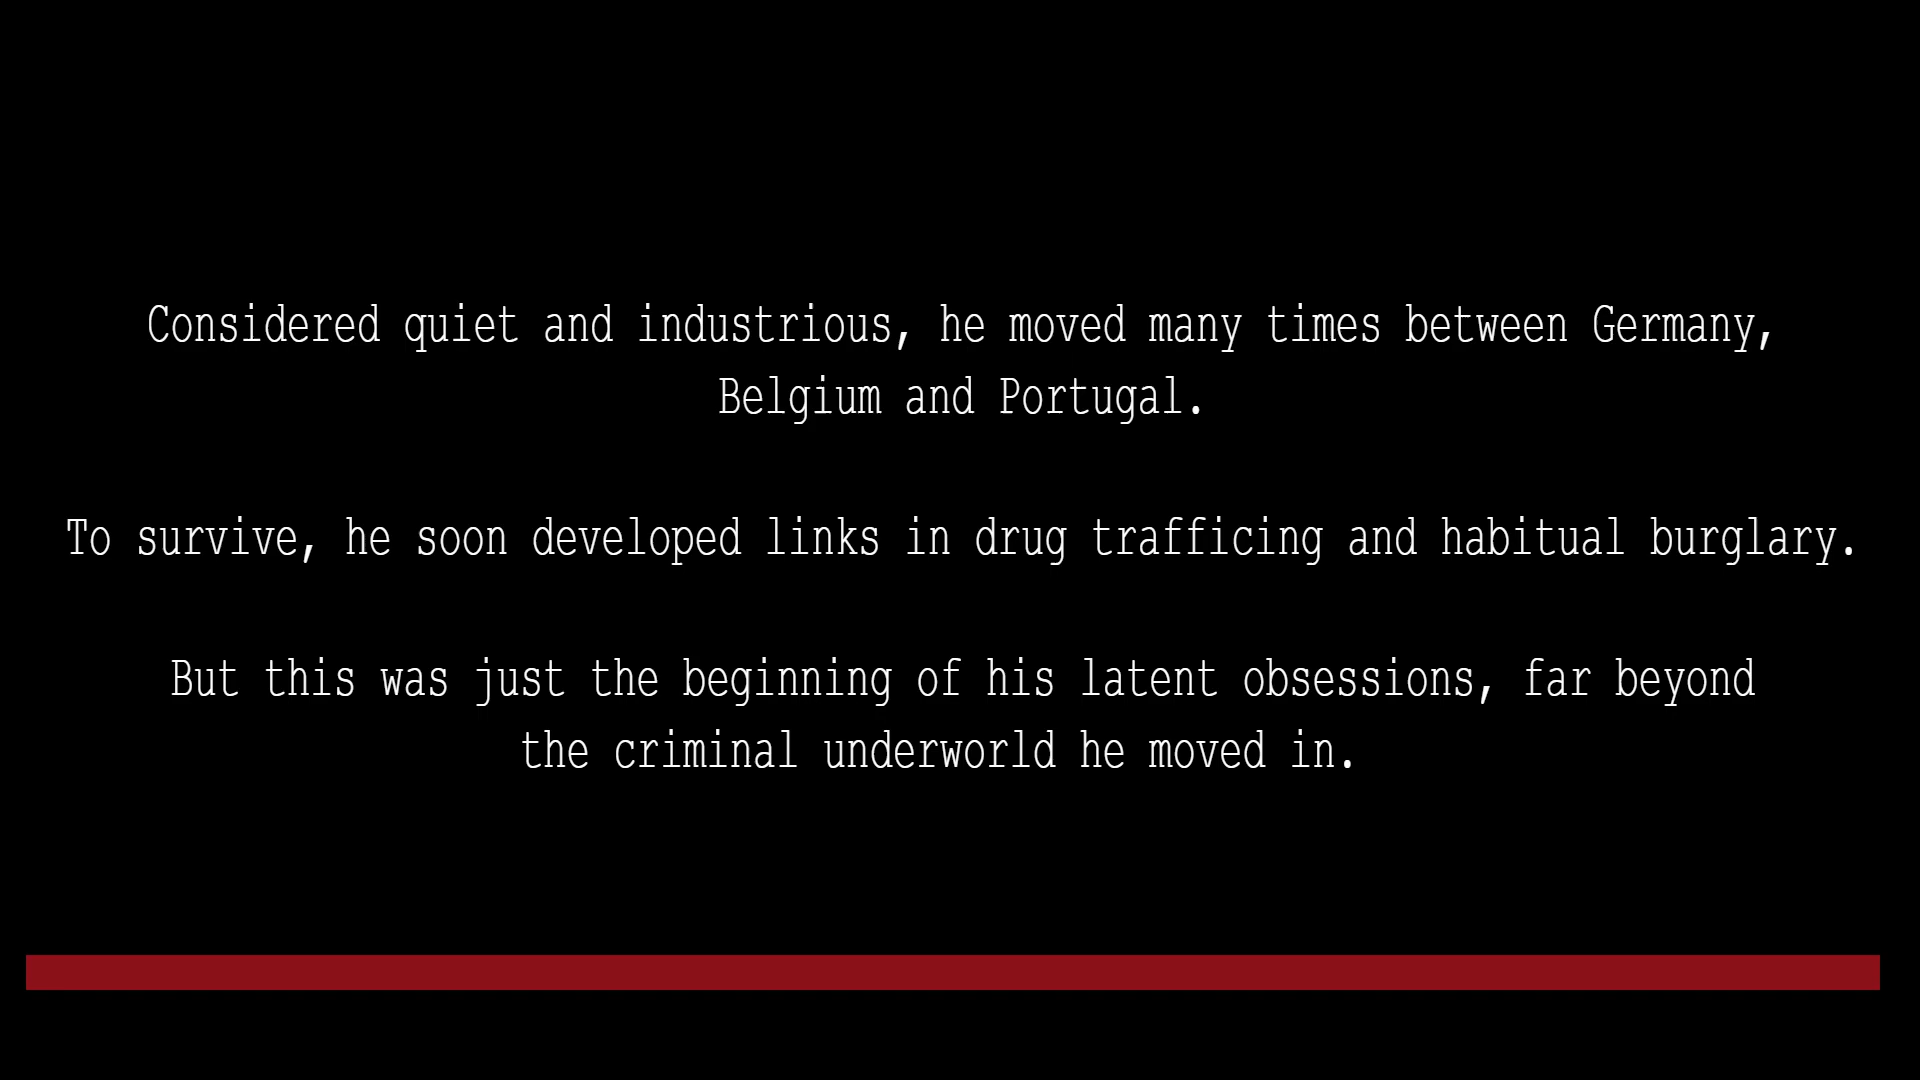 Considered quiet and industrious, he moved many times between Germany,
Belgium and Portugal.
To survive, he soon developed links in drug trafficing and habitual burglary.
But this was just the beginning of his latent obsessions, far beyond
the criminal underworld he moved in.